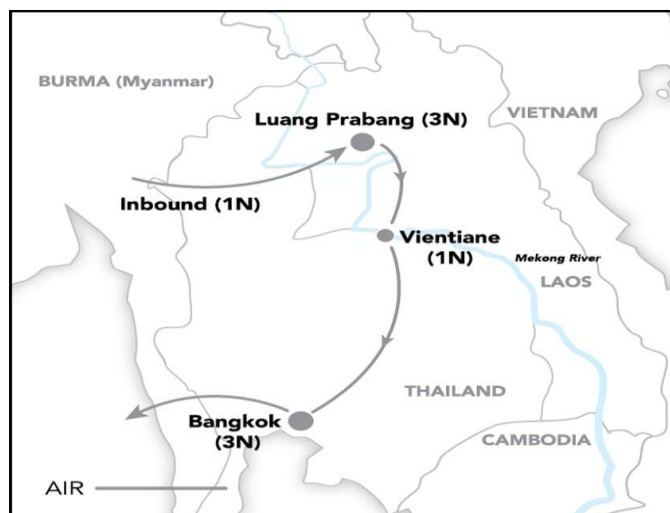 BURMA (Myanmar)
VIETNAM
Luang Prabang (3N)
Inbound (1N)
Vientiane
(1N)
Mekong River
LAOS
THAILAND
Bangkok
(3N)
CAMBODIA
AIR